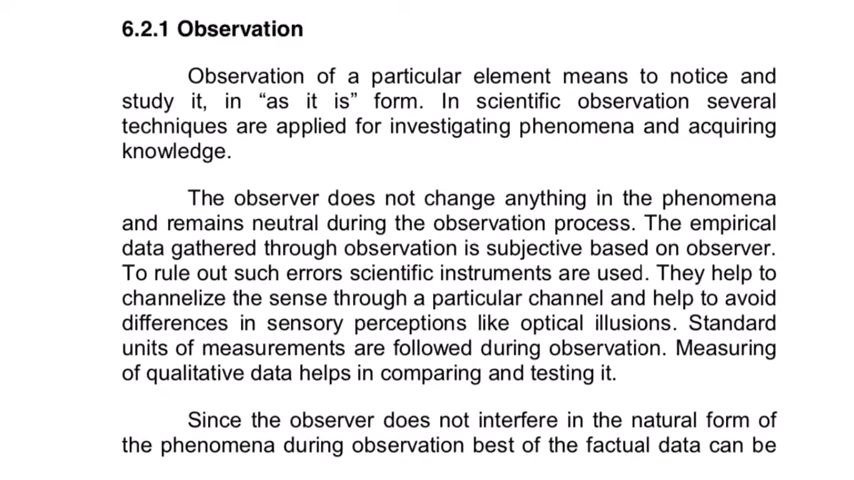 6.2.1 Observation
Observation of a particular element means to notice and
study it, in “as it is” form. In scientific observation several
techniques are applied for investigating phenomena and acquiring
knowledge.
The observer does not change anything in the phenomena
and remains neutral during the observation process. The empirical
data gathered through observation is subjective based on observer.
To rule out such errors scientific instruments are used. They help to
channelize the sense through a particular channel and help to avoid
differences in sensory perceptions like optical illusions. Standard
units of measurements are followed during observation. Measuring
of qualitative data helps in comparing and testing it.
Since the observer does not interfere in the natural form of
the phenomena during observation best of the factual data can be